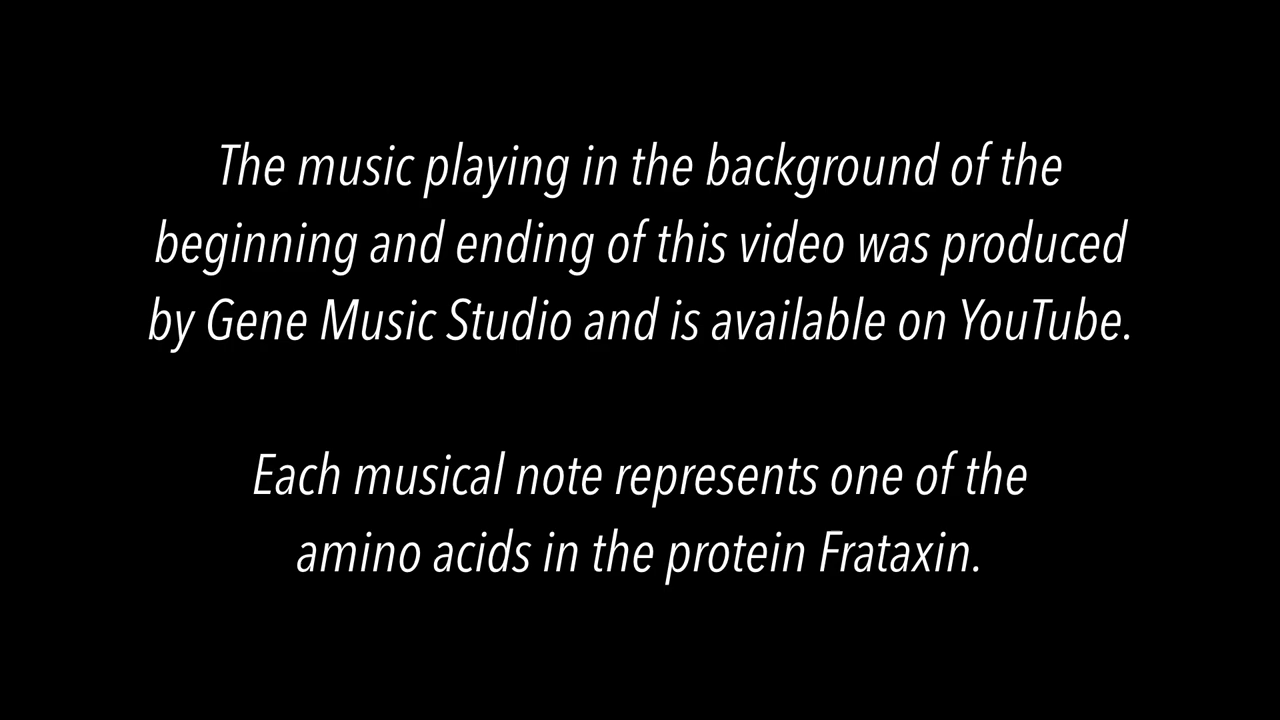 The music playing in the background of the
beginning and ending of this video was produced
by Gene Music Studio and is available on YouTube.
Each musical note represents one of the
amino acids in the protein Frataxin.